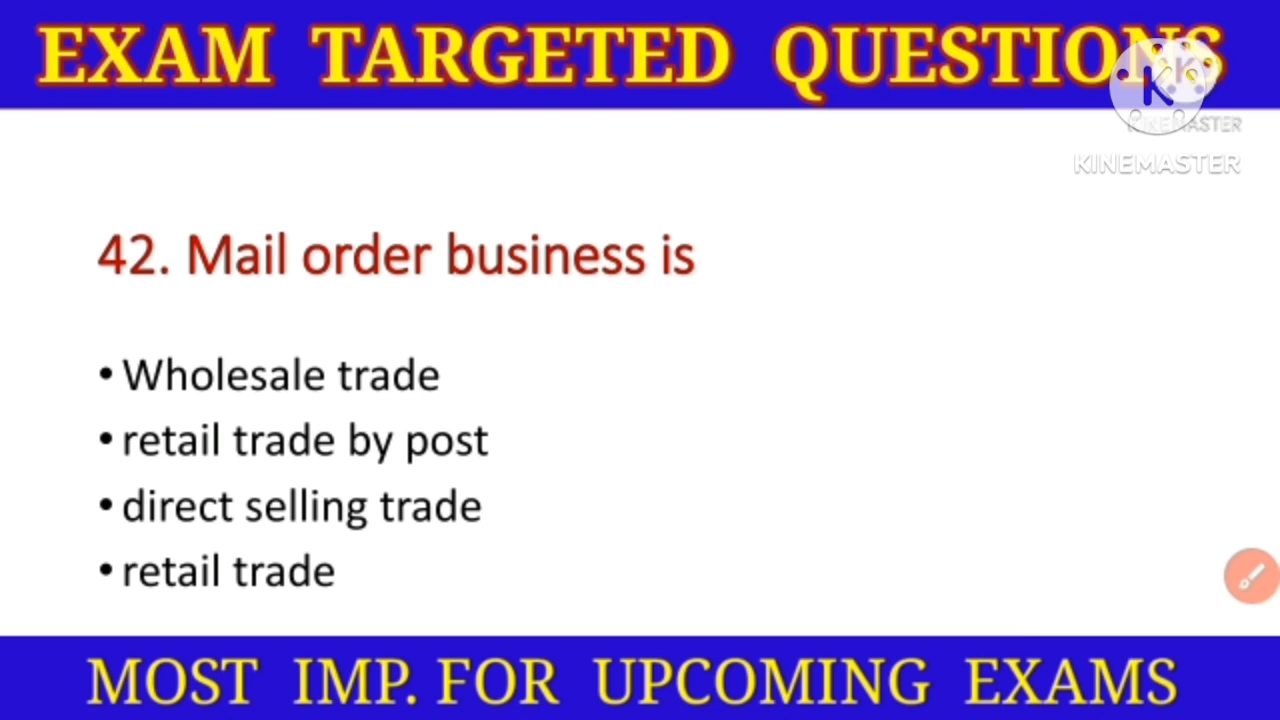 EXAM TARGETED QUESTIONS
KINEMASTER
KINEMASTER
42. Mail order business is
• Wholesale trade
• retail trade by post
• direct selling trade
• retail trade
MOST IMP. FOR UPCOMING EXAMS